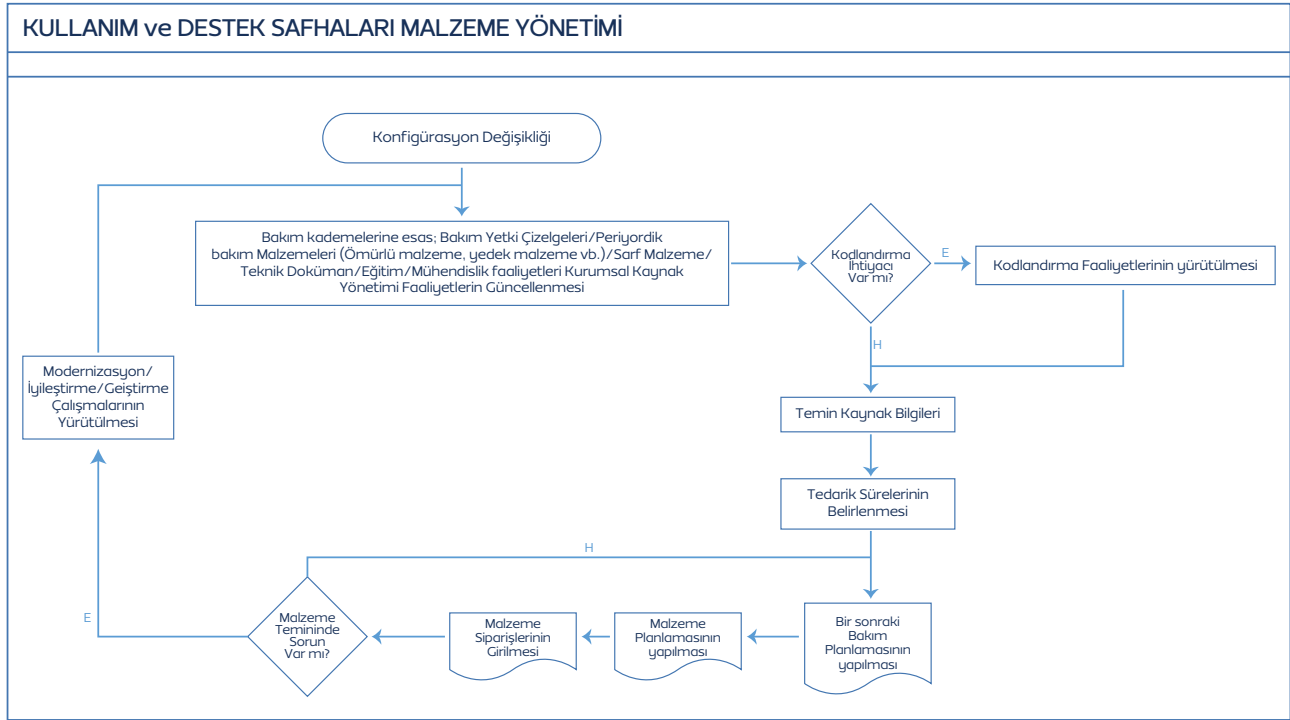 KULLANIM ve DESTEK SAFHALARI MALZEME YÖNETİMİ
Konfigürasyon Değişikliği
Bakım kademelerine esas; Bakım Yetki Çizelgeleri/Periyordik
bakım Malzemeleri (Ömürlü malzeme, yedek malzeme vb.)/Sarf Malzeme/
Teknik Doküman/Eğitim/Mühendislik faaliyetleri Kurumsal Kaynak
Yönetimi Faaliyetlerin Güncellenmesi
Kodlandırma
İhtiyacı
Var mı?
E
Kodlandırma Faaliyetlerinin yürütülmesi
H
Modernizasyon/
İyileştirme/Geiştirme
Çalışmalarının
Yürütülmesi
Temin Kaynak Bilgileri
Tedarik Sürelerinin
Belirlenmesi
H
E
Malzeme
Temininde
Sorun
Var mı?
Malzeme
Siparişlerinin
Girilmesi
Malzeme
Planlamasının
yapılması
Bir sonraki
Bakım
Planlamasının
yapılması